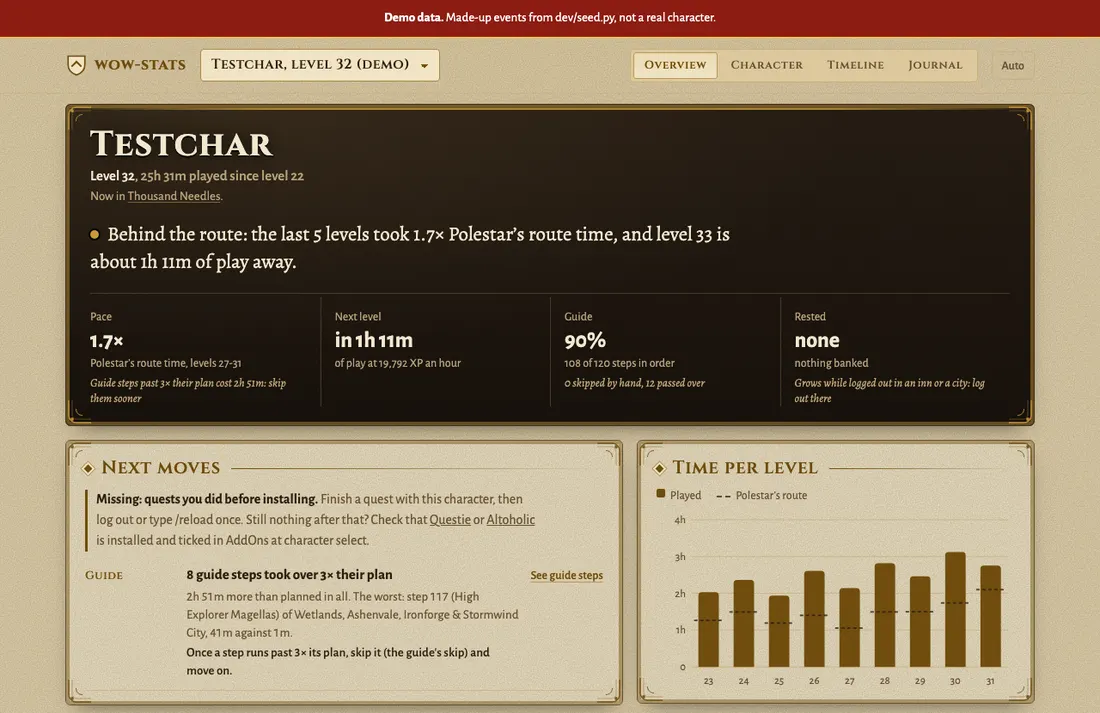 Demo data. Made-up events from dev/seed.py, not a real character.
WOW-STATS
TESTCHAR, LEVEL 32 (DEMO)
OVERVIEW
CHARACTER
TIMELINE
JOURNAL
Auto
TESTCHAR
Level 32, 25h 31m played since level 22
Now in Thousand Needles.
Behind the route: the last 5 levels took 1.7× Polestar's route time, and level 33 is
about 1h 11m of play away.
Pace
1.7×
Polestar's route time, levels 27-31
Guide steps past 3× their plan cost 2h 51m: skip
them sooner
Next level
in 1h 11m
of play at 19,792 XP an hour
Guide
90%
108 of 120 steps in order
0 skipped by hand, 12 passed over
Rested
none
nothing banked
Grows while logged out in an inn or a city: log
out there
NEXT MOVES
Missing: quests you did before installing. Finish a quest with this character, then
log out or type /reload once. Still nothing after that? Check that Questie or Altoholic
is installed and ticked in AddOns at character select.
GUIDE
8 guide steps took over 3× their plan
See guide steps
2h 51m more than planned in all. The worst: step 117 (High
Explorer Magellas) of Wetlands, Ashenvale, Ironforge & Stormwind
City, 41m against 1m.
Once a step runs past 3× its plan, skip it (the guide's skip) and
move on.
TIME PER LEVEL
Played
Polestar's route
4h
3h
2h
1h
0
23 24 25 26 27 28 29 30 31